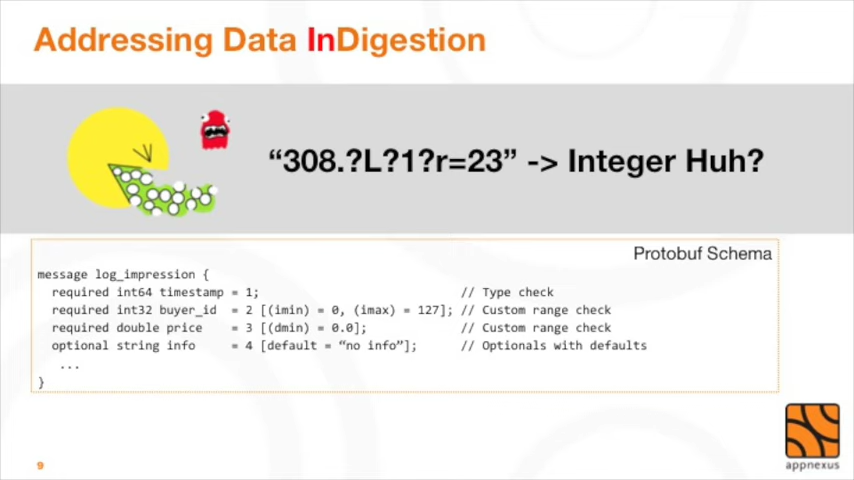 Addressing Data InDigestion
“308.?L?1?r=23” -> Integer Huh?
Protobuf Schema
message log_impression {
required int64 timestamp = 1; // Type check
required int32 buyer_id = 2 [(imin) = 0, (imax) = 127]; // Custom range check
required double price = 3 [(dmin) = 0.0]; // Custom range check
optional string info = 4 [default = “no info”]; // Optionals with defaults
...
}
9
appnexus